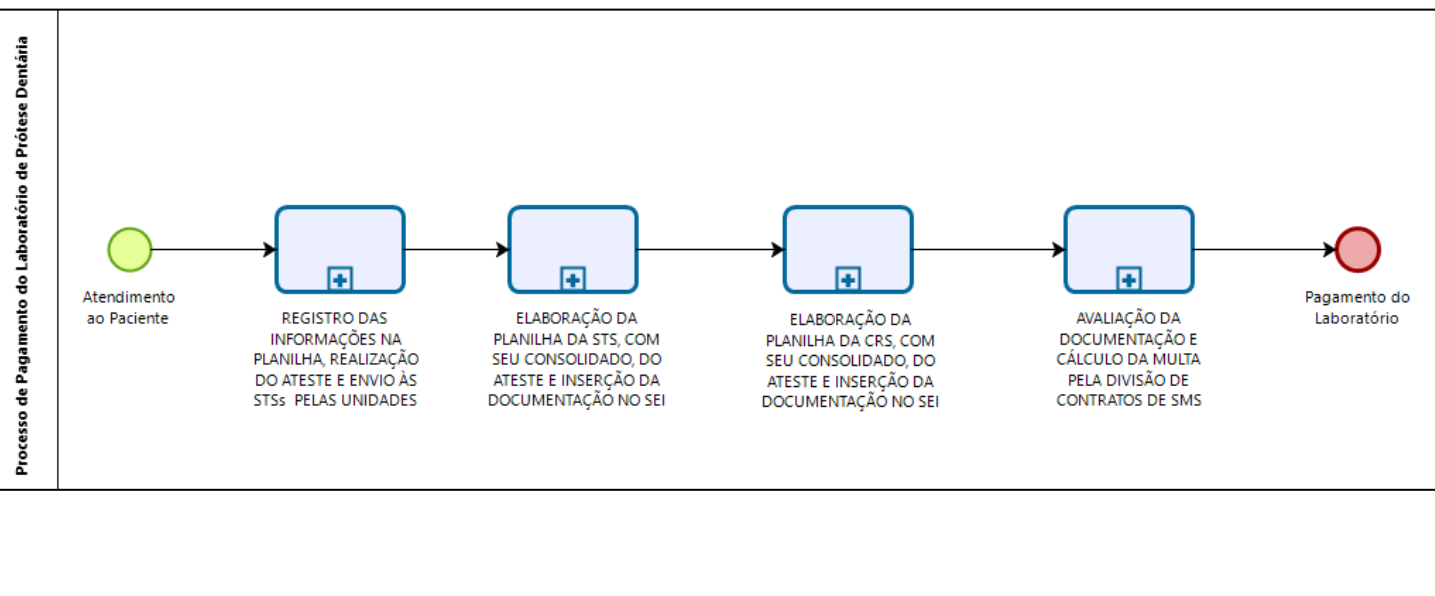 Processo de Pagamento do Laboratório de Prótese Dentária
Atendimento
ao Paciente
REGISTRO DAS
INFORMAÇÕES NA
PLANILHA, REALIZAÇÃO
DO ATESTE E ENVIO ÀS
STSs PELAS UNIDADES
ELABORAÇÃO DA
PLANILHA DA STS, COM
SEU CONSOLIDADO, DO
ATESTE E INSERÇÃO DA
DOCUMENTAÇÃO NO SEI
ELABORAÇÃO DA
PLANILHA DA CRS, COM
SEU CONSOLIDADO, DO
ATESTE E INSERÇÃO DA
DOCUMENTAÇÃO NO SEI
AVALIAÇÃO DA
DOCUMENTAÇÃO E
CÁLCULO DA MULTA
PELA DIVISÃO DE
CONTRATOS DE SMS
Pagamento do
Laboratório